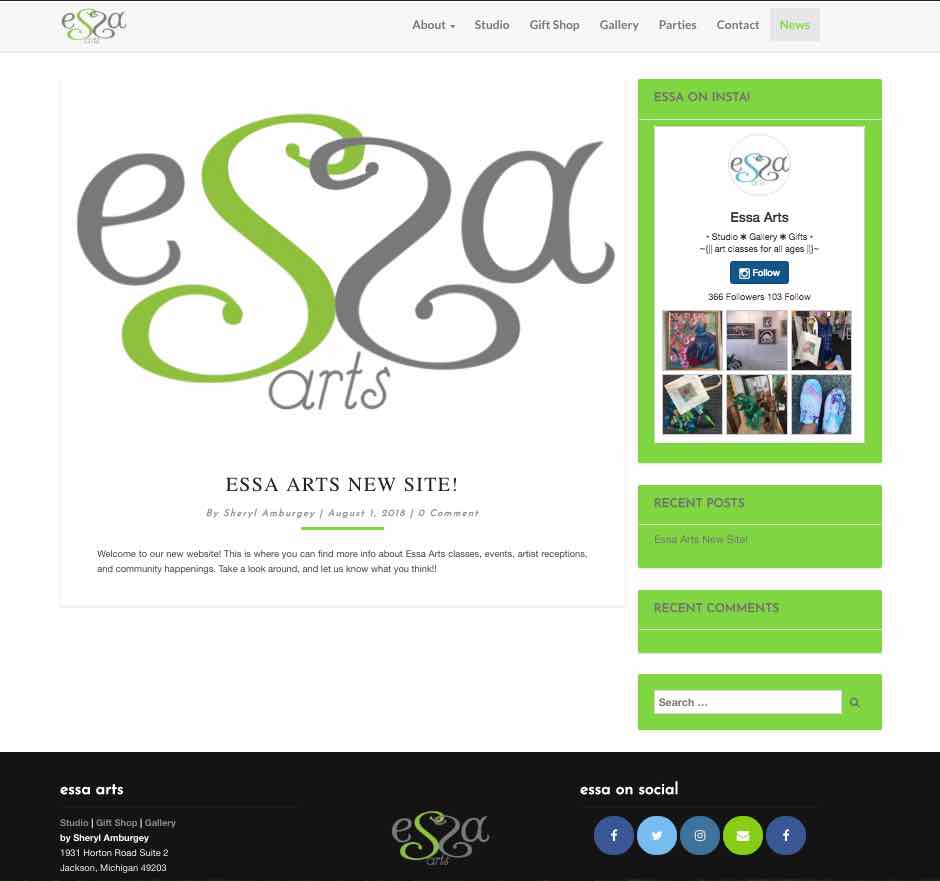 essa
arts
About
Studio
Gift Shop
Gallery
Parties
Contact
News
essa
arts
ESSA ARTS NEW SITE!
By Sheryl Amburgey | August 1, 2018 | 0 Comment
Welcome to our new website! This is where you can find more info about Essa Arts classes, events, artist receptions,
and community happenings. Take a look around, and let us know what you think!!
ESSA ON INSTA!
essa
arts
Essa Arts
• Studio ✱ Gallery ✱ Gifts •
~{|| art classes for all ages ||}~
Follow
366 Followers 103 Follow
RECENT POSTS
Essa Arts New Site!
RECENT COMMENTS
Search ...
essa arts
Studio | Gift Shop | Gallery
by Sheryl Amburgey
1931 Horton Road Suite 2
Jackson, Michigan 49203
essa
arts
essa on social